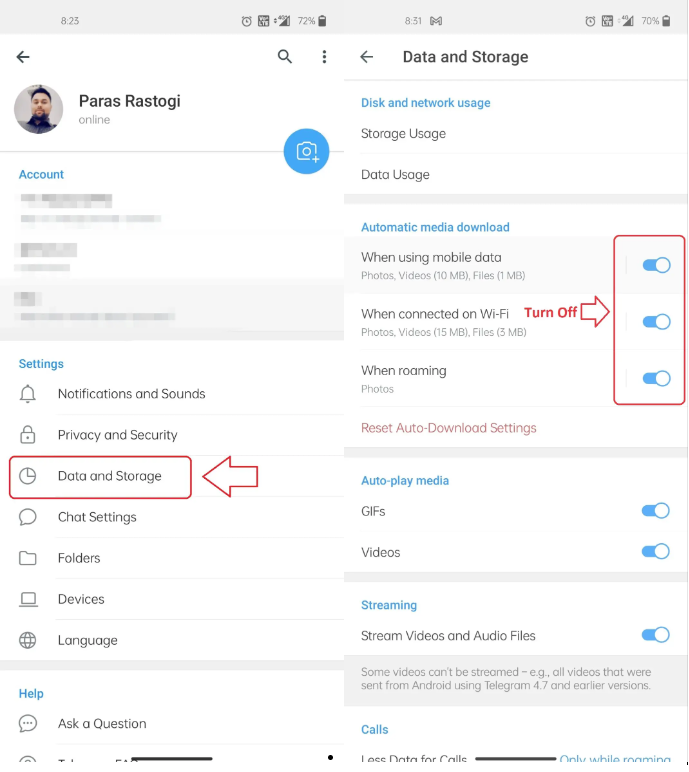 8:23
72%
Paras Rastogi
online
Account
Settings
Notifications and Sounds
Privacy and Security
Data and Storage
Chat Settings
Folders
Devices
Language
Help
Ask a Question
Telegram FAQ
8:31
4G
70%
Data and Storage
Disk and network usage
Storage Usage
Data Usage
Automatic media download
When using mobile data
Photos, Videos (10 MB), Files (1 MB)
When connected on Wi-Fi
Turn Off
Photos, Videos (15 MB), Files (3 MB)
When roaming
Photos
Reset Auto-Download Settings
Auto-play media
GIFs
Videos
Streaming
Stream Videos and Audio Files
Some videos can't be streamed – e.g., all videos that were
sent from Android using Telegram 4.7 and earlier versions.
Calls
Less Data for Calls
Only while roaming